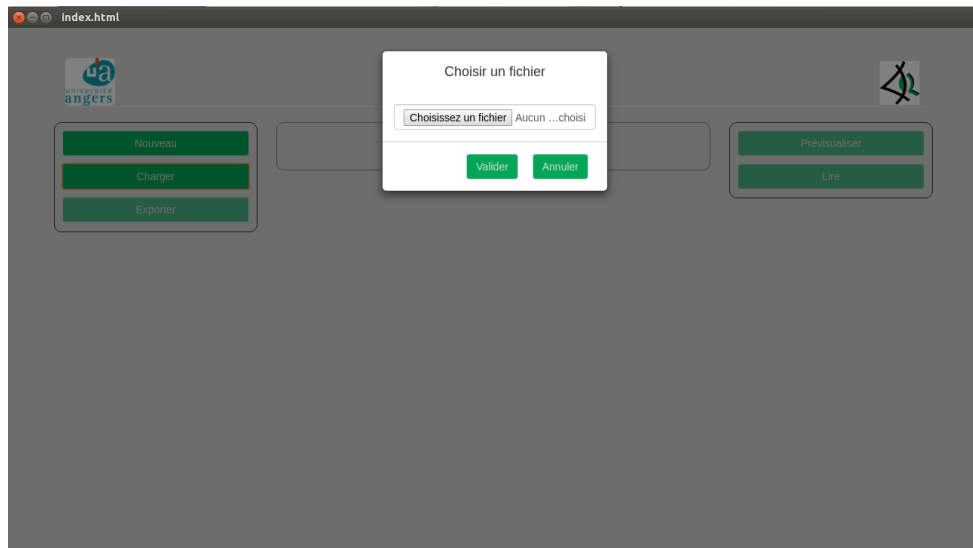 index.html
Choisir un fichier
ua
université
angers
Choisissez un fichier Aucun ...choisi
Nouveau
Prévisualiser
Valider Annuler
Charger
Lire
Exporter